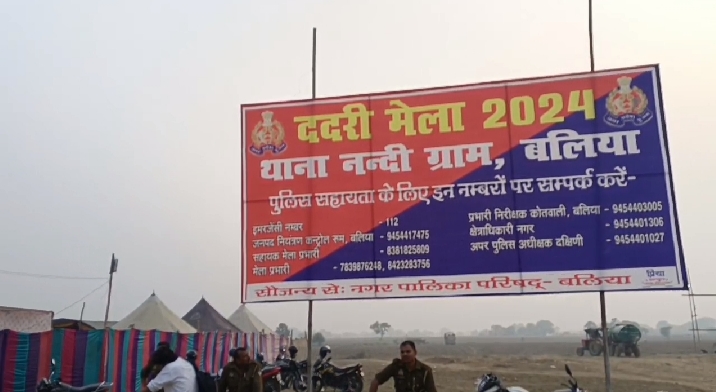 ददरी मेला 2024
थाना नन्दी ग्राम, बलिया
पुलिस सहायता के लिए इन नम्बरों पर सम्पर्क करें-
इमरजेंसी नम्बर - 112
जनपद नियंत्रण कन्ट्रोल रूम, बलिया - 9454417475
सहायक मेला प्रभारी - 8381825809
मेला प्रभारी - 7839876248, 6423283756
प्रभारी निरीक्षक कोतवाली, बलिया - 9454403005
क्षेत्राधिकारी नगर - 9454401306
अपर पुलिस अधीक्षक दक्षिणी - 9454401027
सौजन्य सेः नगर पालिका परिषद्- बलिया
प्रिया